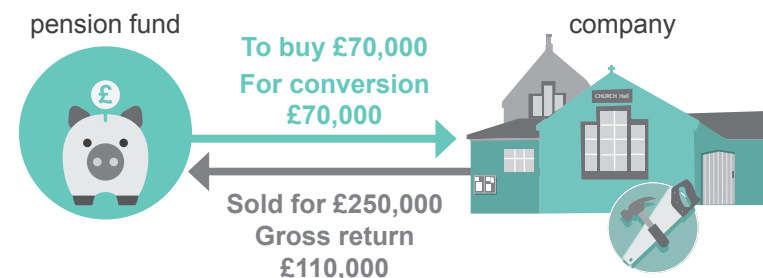 pension fund
To buy £70,000
For conversion
£70,000
company
£
CHURCH Hall
Sold for £250,000
Gross return
£110,000